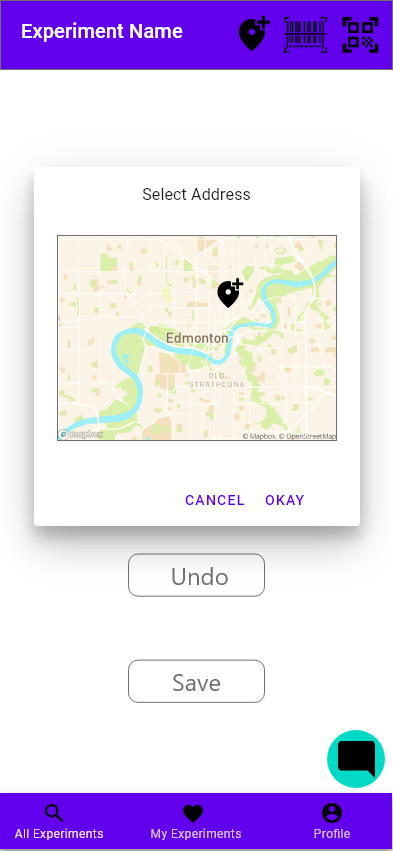 Experiment Name
Select Address
Edmonton
OLD
STRATHCONA
mapbox
© Mapbox, © OpenStreetMap
CANCEL OKAY
Undo
Save
All Experiments My Experiments Profile